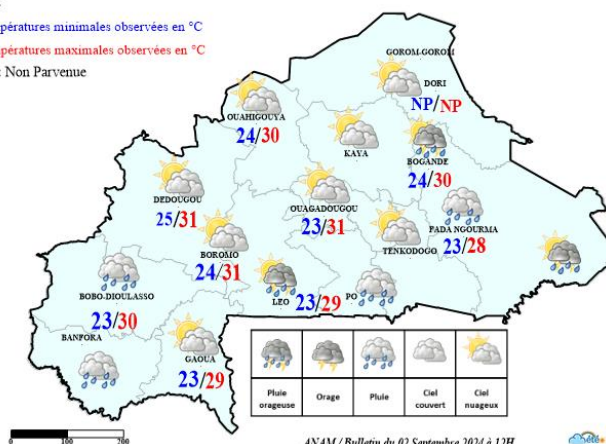 pératures minimales observées en °C
pératures maximales observées en °C
: Non Parvenue
GOROM-GOROM
DORI
NP/NP
OUAHIGOUYA
24/30
KAYA
BOGANDE
24/30
DEDOUGOU
25/31
OUAGADOUGOU
23/31
FADA NGOURMA
23/28
BOROMO
24/31
TENKODOGO
BOBO-DIOULASSO
23/30
LEO 23/29
PO
BANFORA
GAOUA
23/29
Pluie orageuse
Orage
Pluie
Ciel couvert
Ciel nuageux
0 100 200
ANAM / Bulletin du 02 Septembre 2024 à 12H